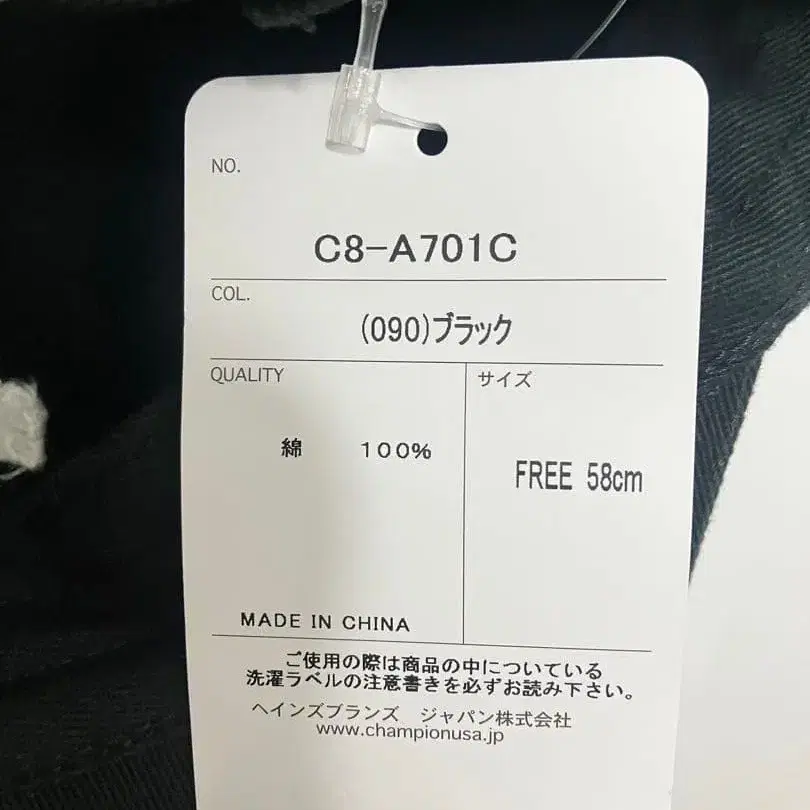 NO.
C8-A701C
COL.
(090)ブラック
QUALITY
サイズ
綿 100%
FREE 58cm
MADE IN CHINA
ご使用の際は商品の中についている
洗濯ラベルの注意書きを必ずお読み下さい。
ヘインズブランズ ジャパン株式会社
www.championusa.jp